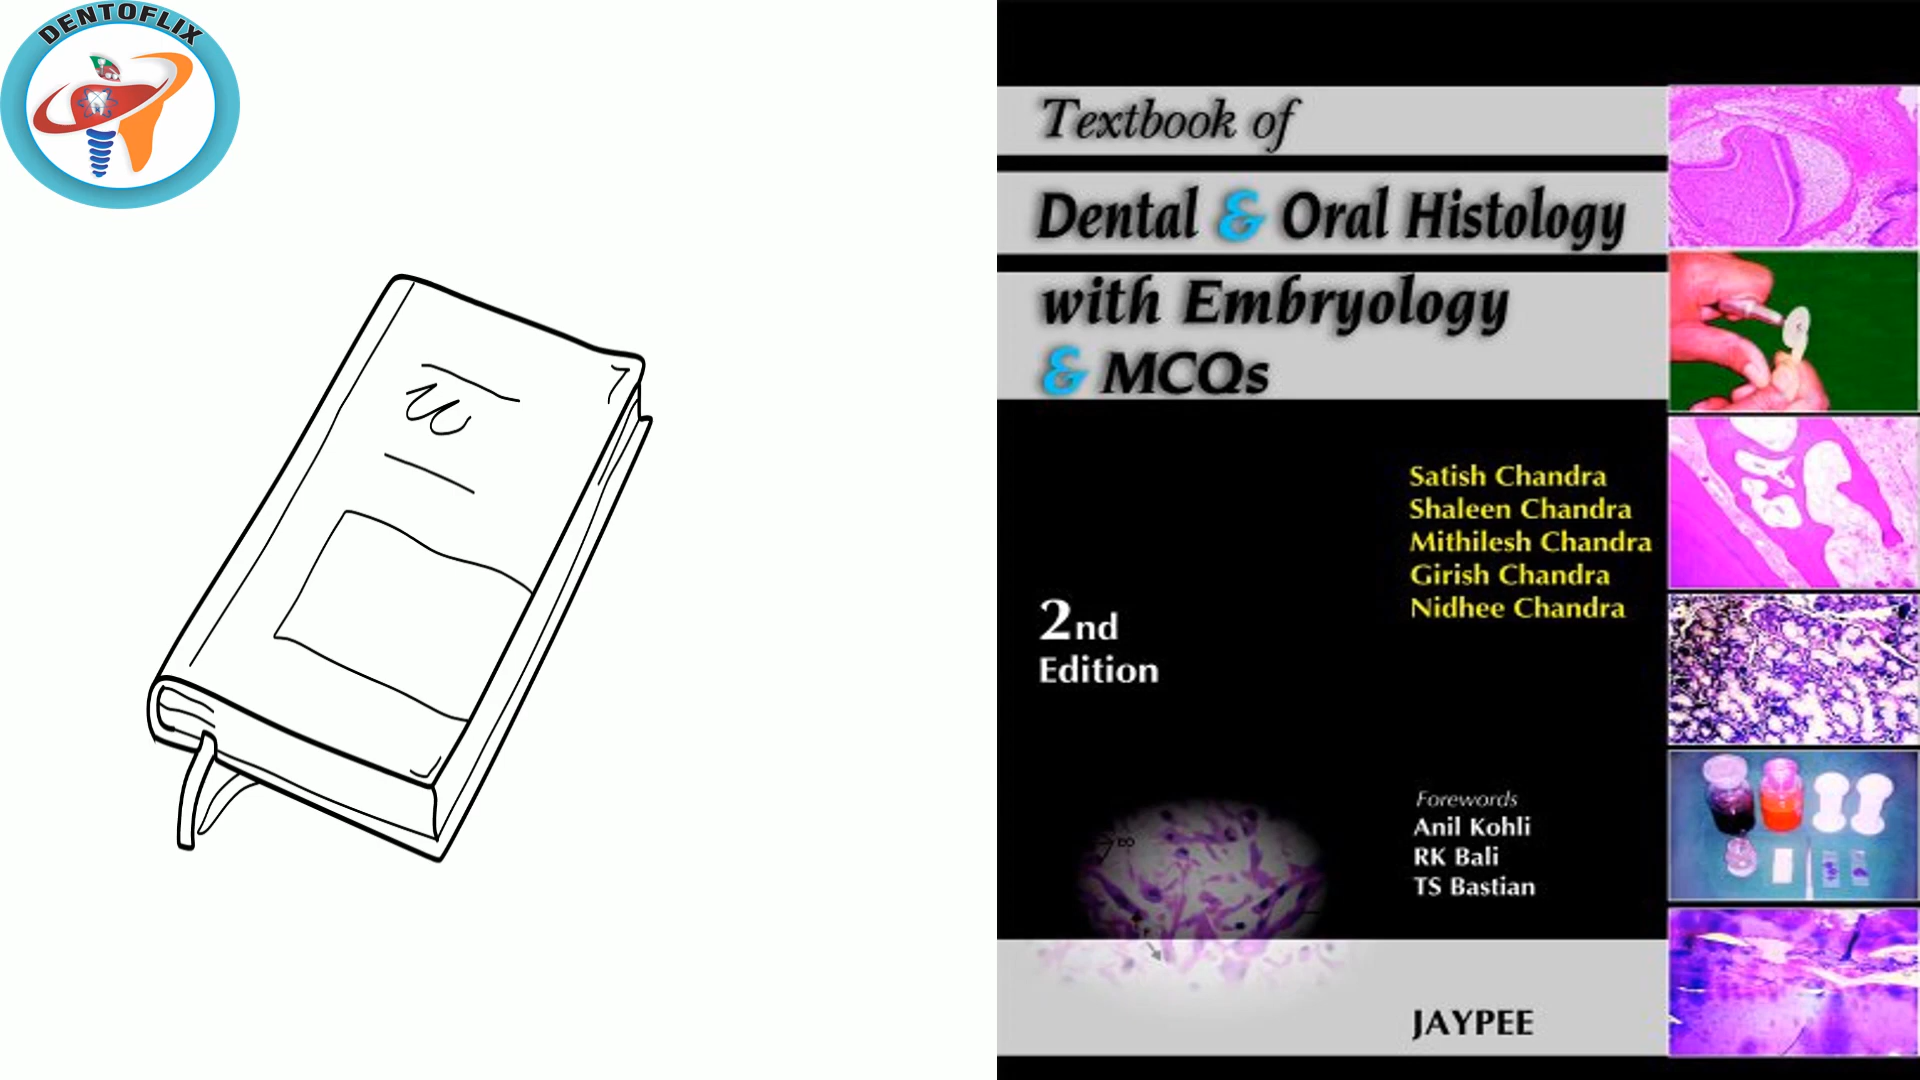 DENTOFLIX
Textbook of
Dental & Oral Histology
with Embryology
& MCQs
Satish Chandra
Shaleen Chandra
Mithilesh Chandra
Girish Chandra
Nidhee Chandra
2nd
Edition
Forewords
Anil Kohli
RK Bali
TS Bastian
JAYPEE